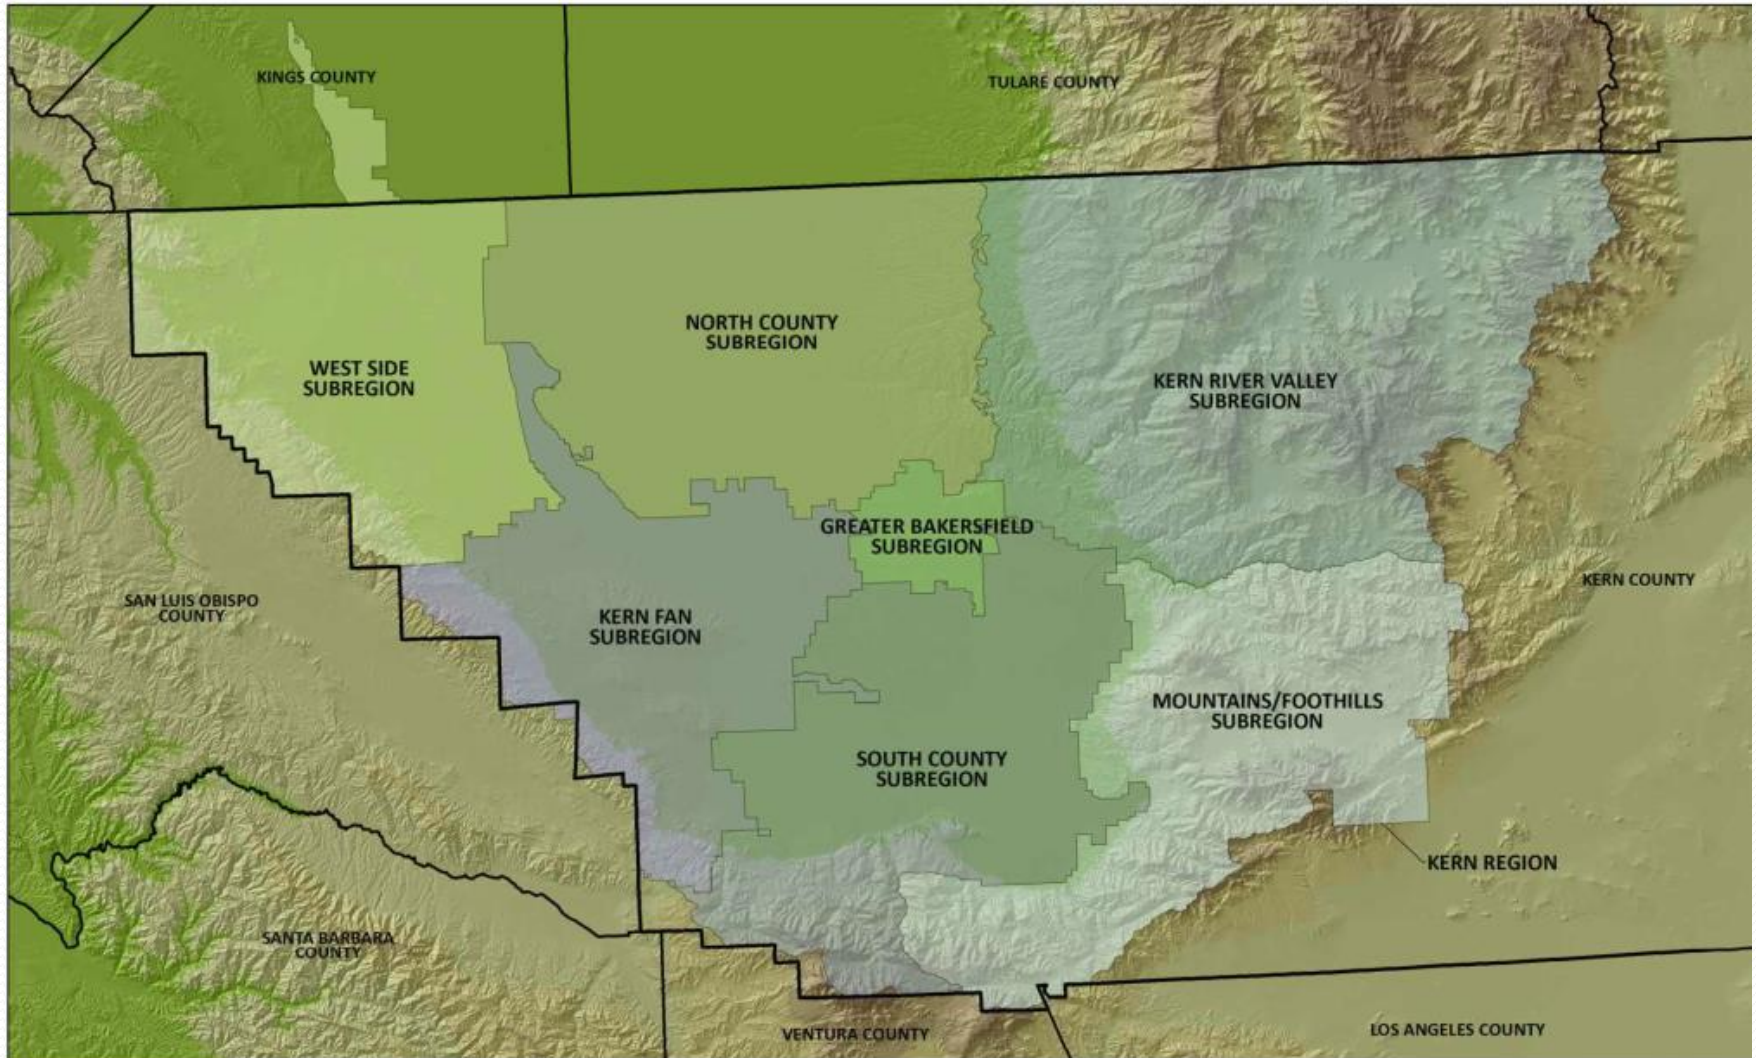 KINGS COUNTY
TULARE COUNTY
NORTH COUNTY
SUBREGION
WEST SIDE
SUBREGION
KERN RIVER VALLEY
SUBREGION
GREATER BAKERSFIELD
SUBREGION
KERN COUNTY
SAN LUIS OBISPO
COUNTY
KERN FAN
SUBREGION
MOUNTAINS/FOOTHILLS
SUBREGION
SOUTH COUNTY
SUBREGION
KERN REGION
SANTA BARBARA
COUNTY
VENTURA COUNTY
LOS ANGELES COUNTY